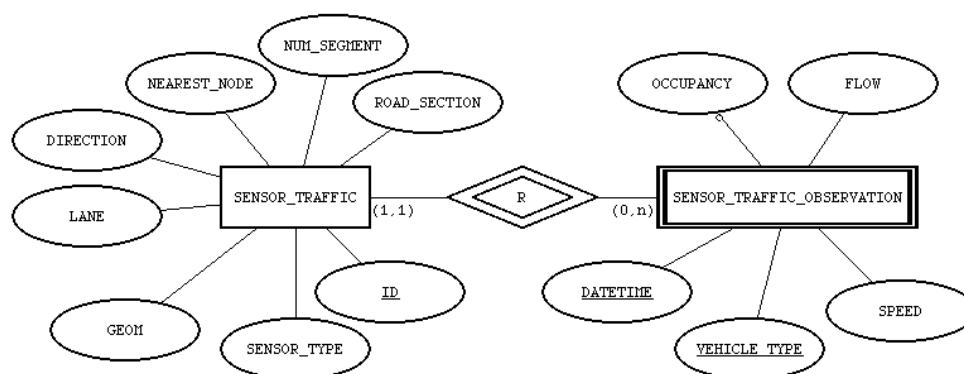 NUM_SEGMENT
NEAREST_NODE
OCCUPANCY
FLOW
ROAD_SECTION
DIRECTION
SENSOR_TRAFFIC
R
SENSOR_TRAFFIC_OBSERVATION
(1,1)
(0,n)
LANE
ID
DATETIME
SPEED
GEOM
SENSOR_TYPE
VEHICLE_TYPE